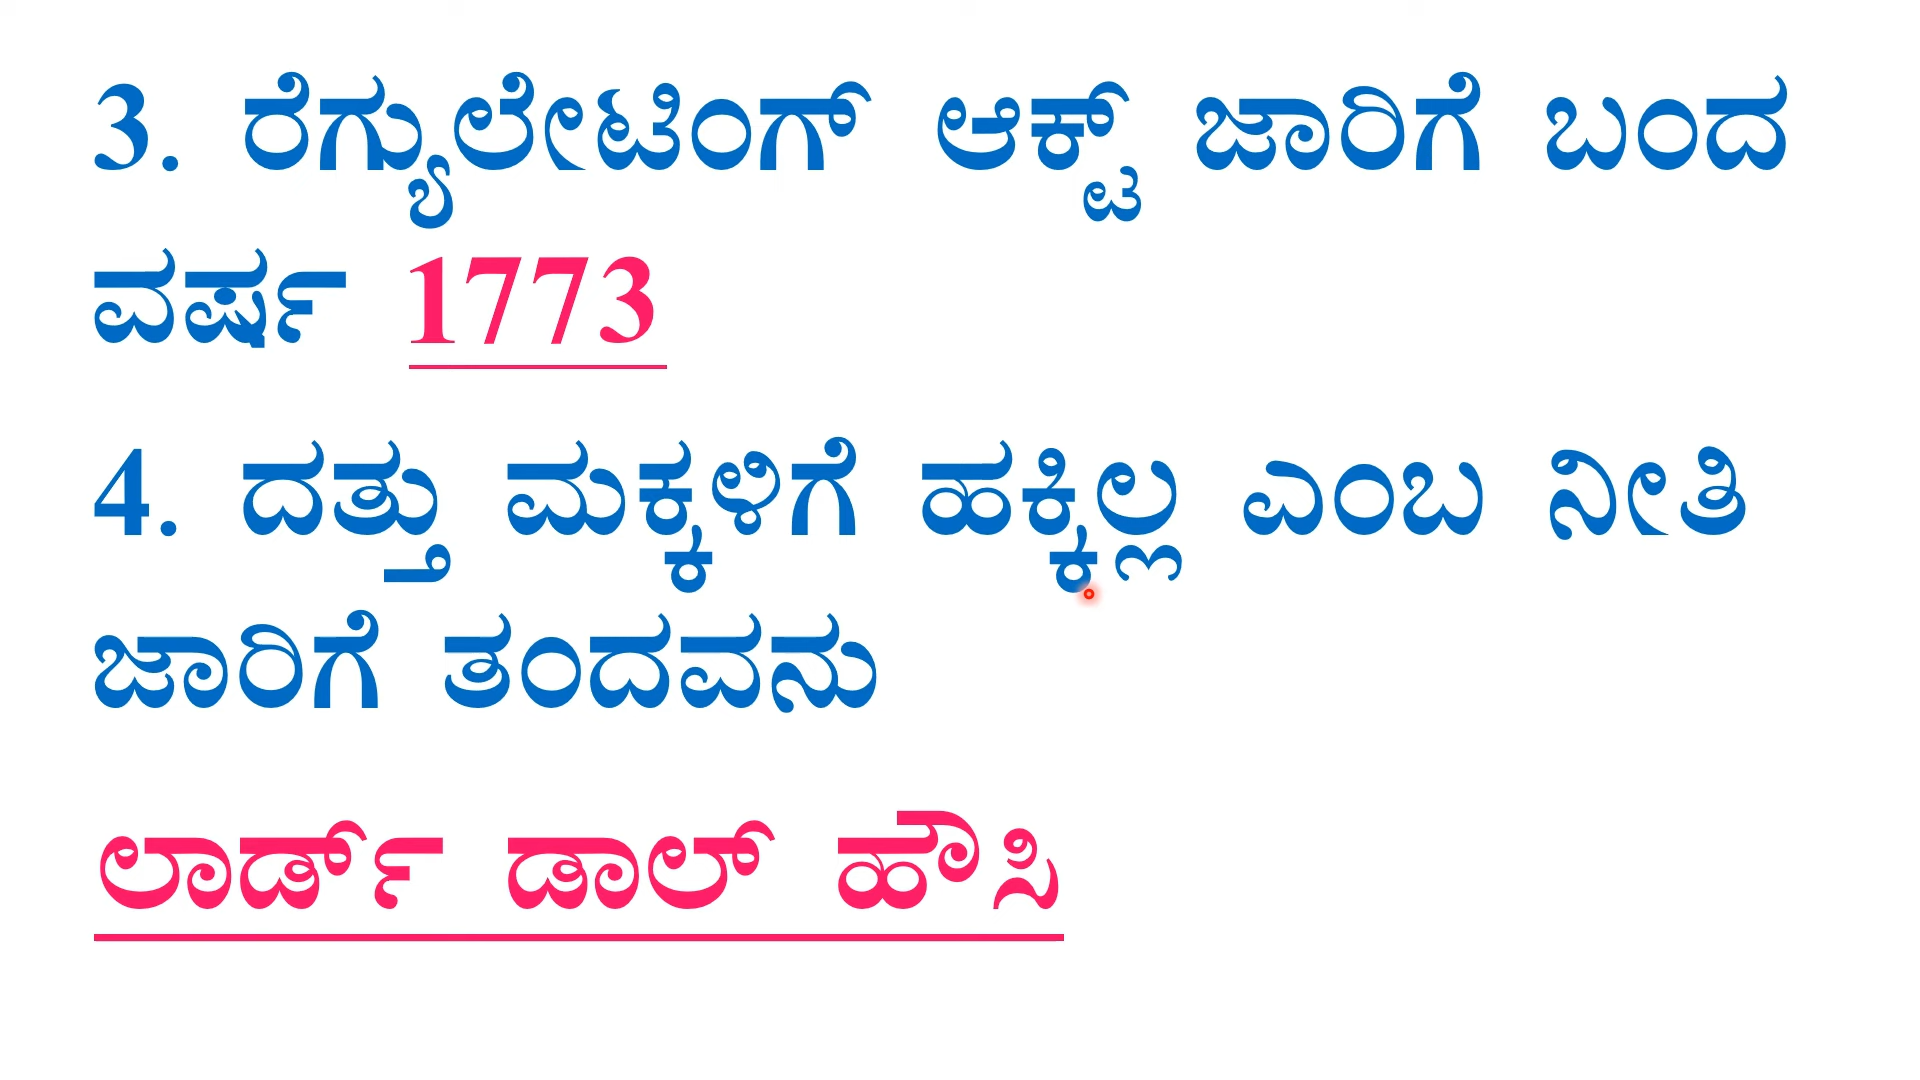 3. ರೆಗ್ಯುಲೇಟಿಂಗ್ ಆಕ್ಟ್ ಜಾರಿಗೆ ಬಂದ
ವರ್ಷ 1773
4. ದತ್ತು ಮಕ್ಕಳಿಗೆ ಹಕ್ಕಿಲ್ಲ ಎಂಬ ನೀತಿ
ಜಾರಿಗೆ ತಂದವನು
ಲಾರ್ಡ್ ಡಾಲ್ ಹೌಸಿ